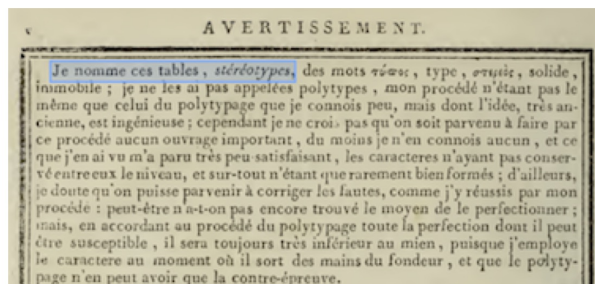 AVERTISSEMENT.
Je nomme ces tables, stéréotypes, des mots τύπος, type, στερεὸς, solide,
immobile ; je ne les ai pas appelées polytypes, mon procédé n'étant pas le
même que celui du polytypage que je connois peu, mais dont l'idée, très an-
cienne, est ingénieuse ; cependant je ne crois pas qu'on soit parvenu à faire par
ce procédé aucun ouvrage important, du moins je n'en connois aucun, et ce
que j'en ai vu m'a paru très peu satisfaisant, les caracteres n'ayant pas conser-
vé entre eux le niveau, et sur-tout n'étant que rarement bien formés ; d'ailleurs,
je doute qu'on puisse parvenir à corriger les fautes, comme j'y réussis par mon
procédé : peut-être n'a-t-on pas encore trouvé le moyen de le perfectionner ;
mais, en accordant au procédé du polytypage toute la perfection dont il peut
être susceptible, il sera toujours très inférieur au mien, puisque j'employe
le caractere au moment où il sort des mains du fondeur, et que le polyty-
page n'en peut avoir que la contre-épreuve.